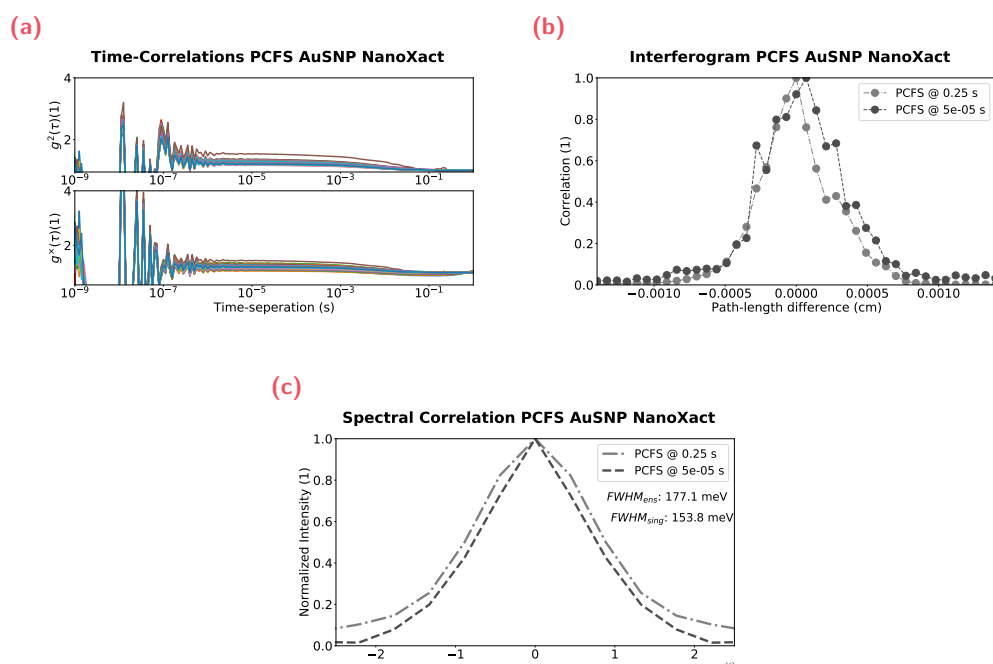 (a)
Time-Correlations PCFS AuSNP NanoXact
4
2
g²(τ)(1)
10⁻⁹ 10⁻⁷ 10⁻⁵ 10⁻³ 10⁻¹
4
2
gˣ(τ)(1)
10⁻⁹ 10⁻⁷ 10⁻⁵ 10⁻³ 10⁻¹
Time-seperation (s)
(b)
Interferogram PCFS AuSNP NanoXact
1.0
0.8
0.6
0.4
0.2
0.0
Correlation (1)
PCFS @ 0.25 s
PCFS @ 5e-05 s
−0.0010 −0.0005 0.0000 0.0005 0.0010
Path-length difference (cm)
(c)
Spectral Correlation PCFS AuSNP NanoXact
1.0
0.8
0.6
0.4
0.2
0.0
Normalized Intensity (1)
PCFS @ 0.25 s
PCFS @ 5e-05 s
FWHMₑₙₛ: 177.1 meV
FWHM_sing: 153.8 meV
−2 −1 0 1 2